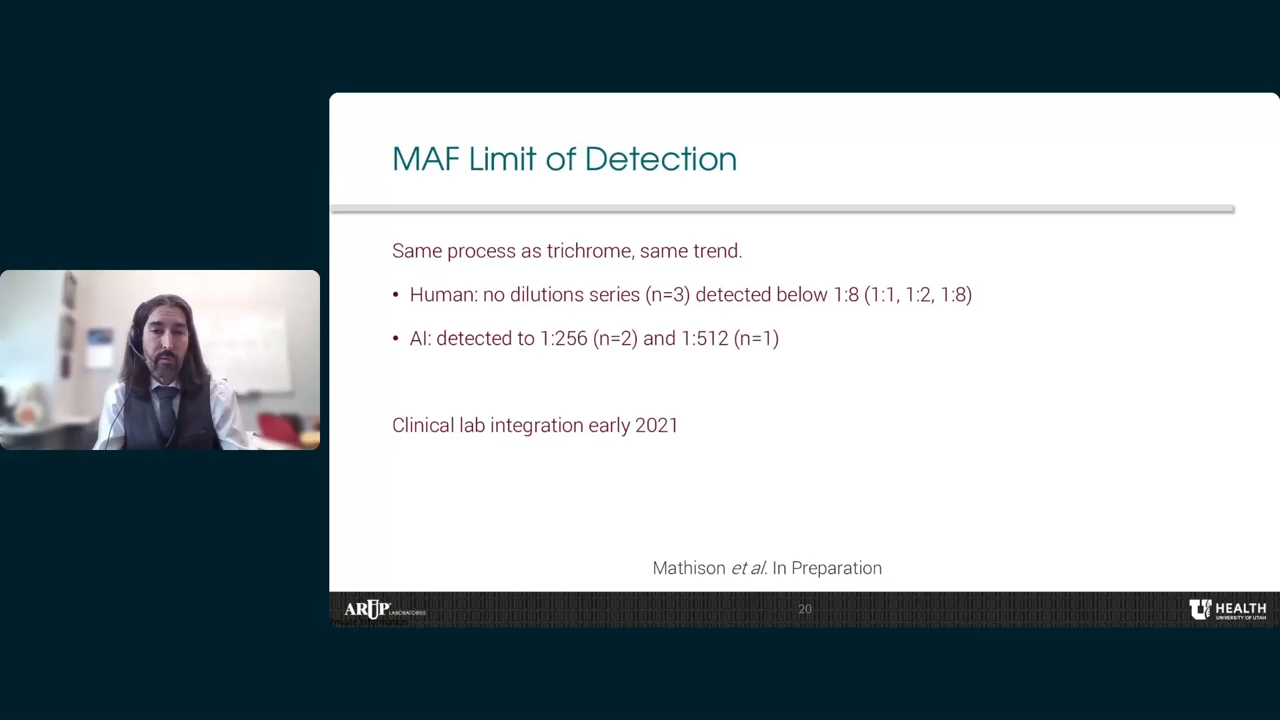 MAF Limit of Detection
Same process as trichrome, same trend.
• Human: no dilutions series (n=3) detected below 1:8 (1:1, 1:2, 1:8)
• AI: detected to 1:256 (n=2) and 1:512 (n=1)
Clinical lab integration early 2021
Mathison et al. In Preparation
ARUP LABORATORIES
20
U HEALTH
UNIVERSITY OF UTAH
Private Information